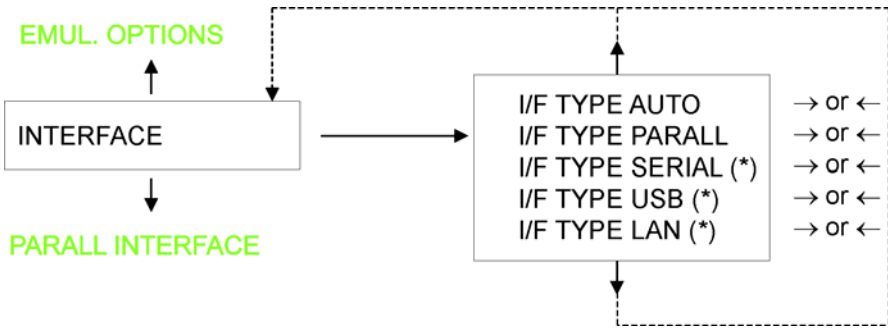 EMUL. OPTIONS
INTERFACE
PARALL INTERFACE
I/F TYPE AUTO → or ←
I/F TYPE PARALL → or ←
I/F TYPE SERIAL (*) → or ←
I/F TYPE USB (*) → or ←
I/F TYPE LAN (*) → or ←